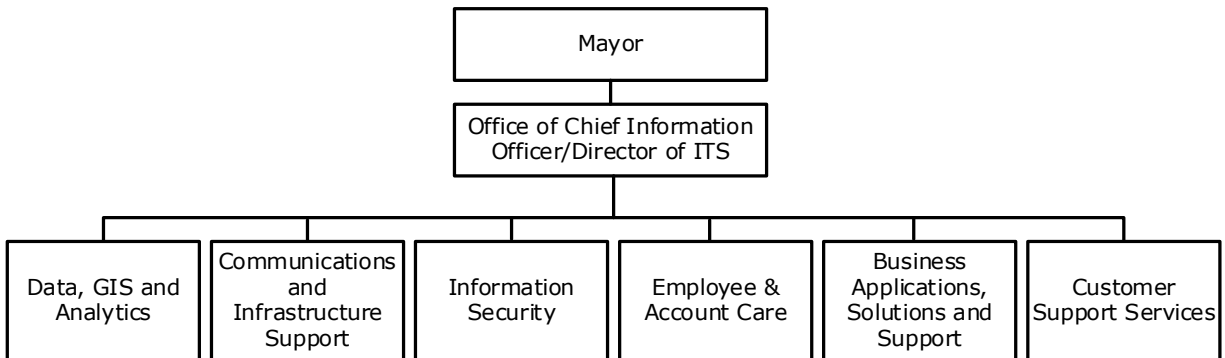 Mayor
Office of Chief Information
Officer/Director of ITS
Data, GIS and
Analytics
Communications
and
Infrastructure
Support
Information
Security
Employee &
Account Care
Business
Applications,
Solutions and
Support
Customer
Support Services